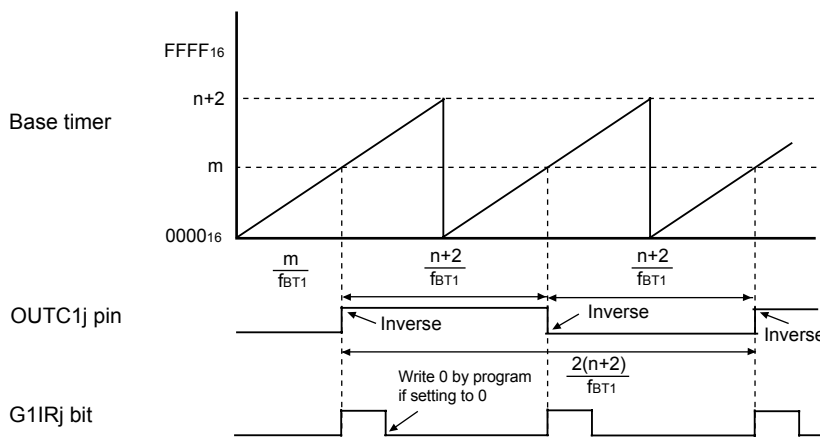 FFFF16
n+2
Base timer
m
000016
m
fBT1
n+2
fBT1
n+2
fBT1
OUTC1j pin
Inverse
Inverse
Inverse
2(n+2)
fBT1
Write 0 by program
if setting to 0
G1IRj bit